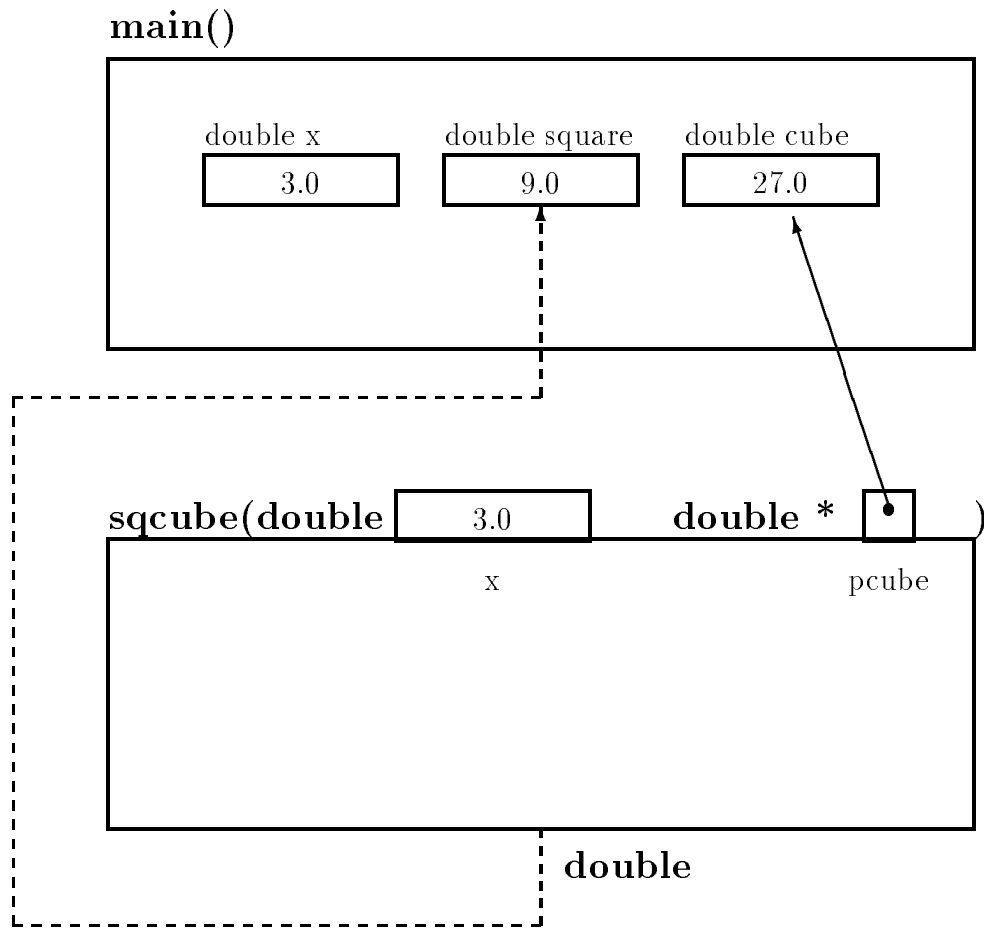 main()
double x double square double cube
3.0 9.0 27.0
sqcube(double 3.0 double * )
x pcube
double